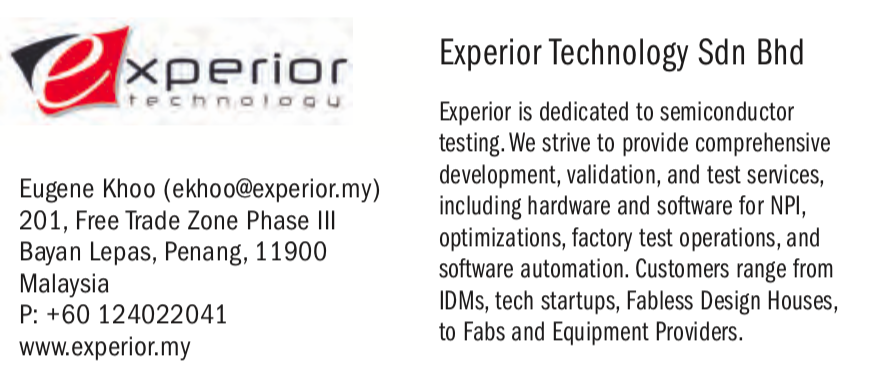 experior
technology
Eugene Khoo (ekhoo@experior.my)
201, Free Trade Zone Phase III
Bayan Lepas, Penang, 11900
Malaysia
P: +60 124022041
www.experior.my
Experior Technology Sdn Bhd
Experior is dedicated to semiconductor
testing. We strive to provide comprehensive
development, validation, and test services,
including hardware and software for NPI,
optimizations, factory test operations, and
software automation. Customers range from
IDMs, tech startups, Fabless Design Houses,
to Fabs and Equipment Providers.